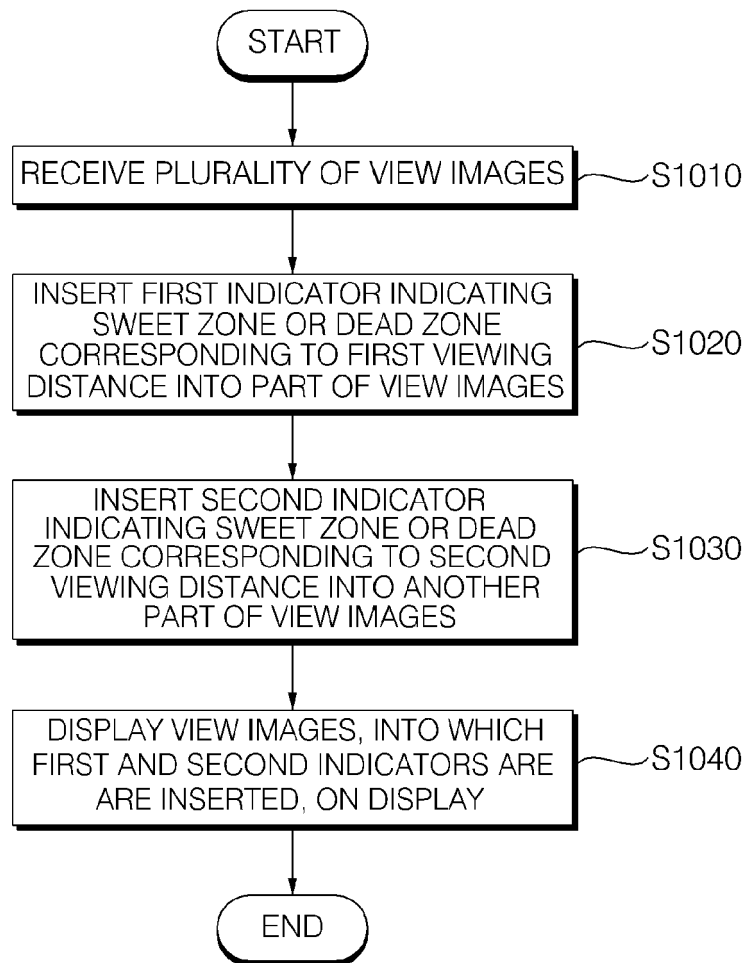 START
RECEIVE PLURALITY OF VIEW IMAGES
S1010
INSERT FIRST INDICATOR INDICATING
SWEET ZONE OR DEAD ZONE
CORRESPONDING TO FIRST VIEWING
DISTANCE INTO PART OF VIEW IMAGES
S1020
INSERT SECOND INDICATOR
INDICATING SWEET ZONE OR DEAD
ZONE CORRESPONDING TO SECOND
VIEWING DISTANCE INTO ANOTHER
PART OF VIEW IMAGES
S1030
DISPLAY VIEW IMAGES, INTO WHICH
FIRST AND SECOND INDICATORS ARE
ARE INSERTED, ON DISPLAY
S1040
END